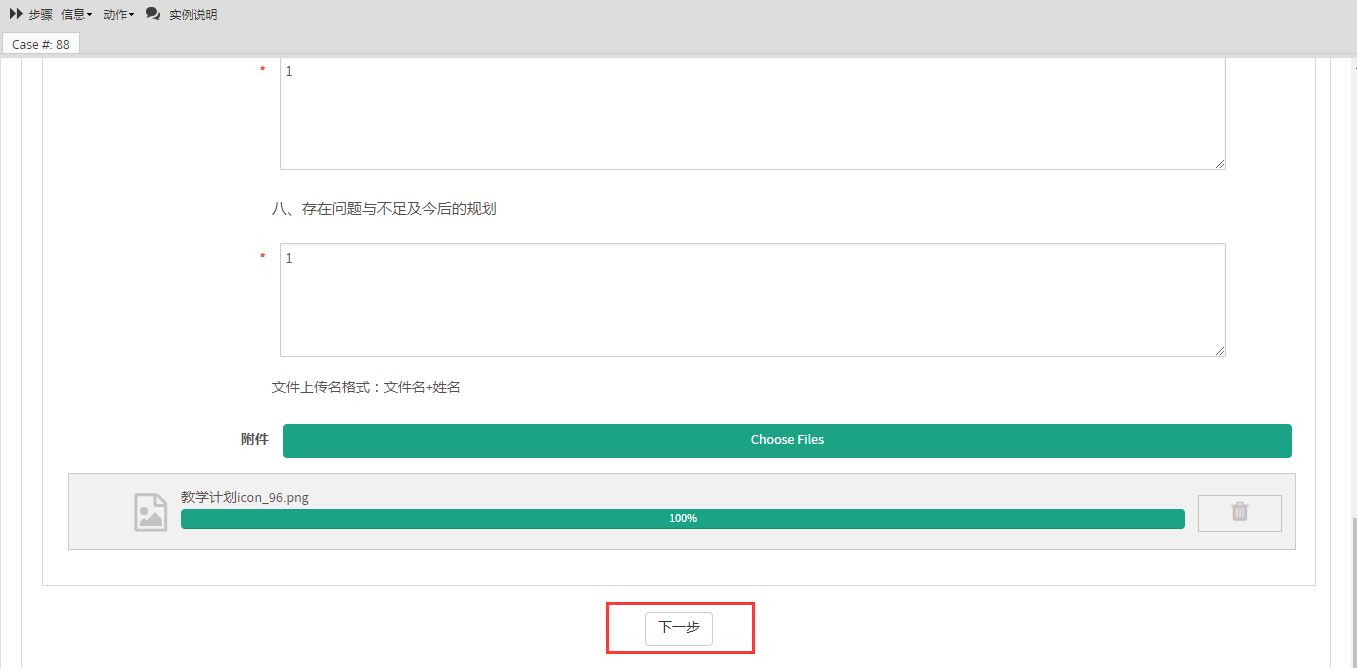 步骤 信息 动作 实例说明
Case #: 88
* 1
八、存在问题与不足及今后的规划
* 1
文件上传名格式：文件名+姓名
附件 Choose Files
教学计划icon_96.png
100%
下一步